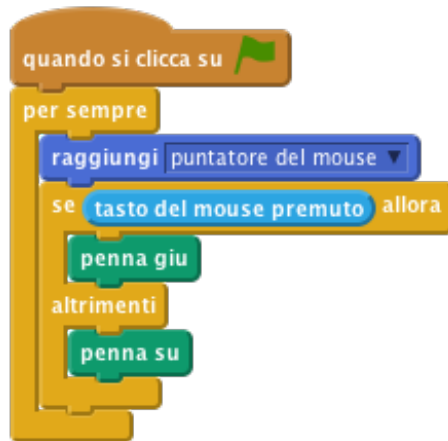 quando si clicca su
per sempre
raggiungi puntatore del mouse
se tasto del mouse premuto allora
penna giu
altrimenti
penna su